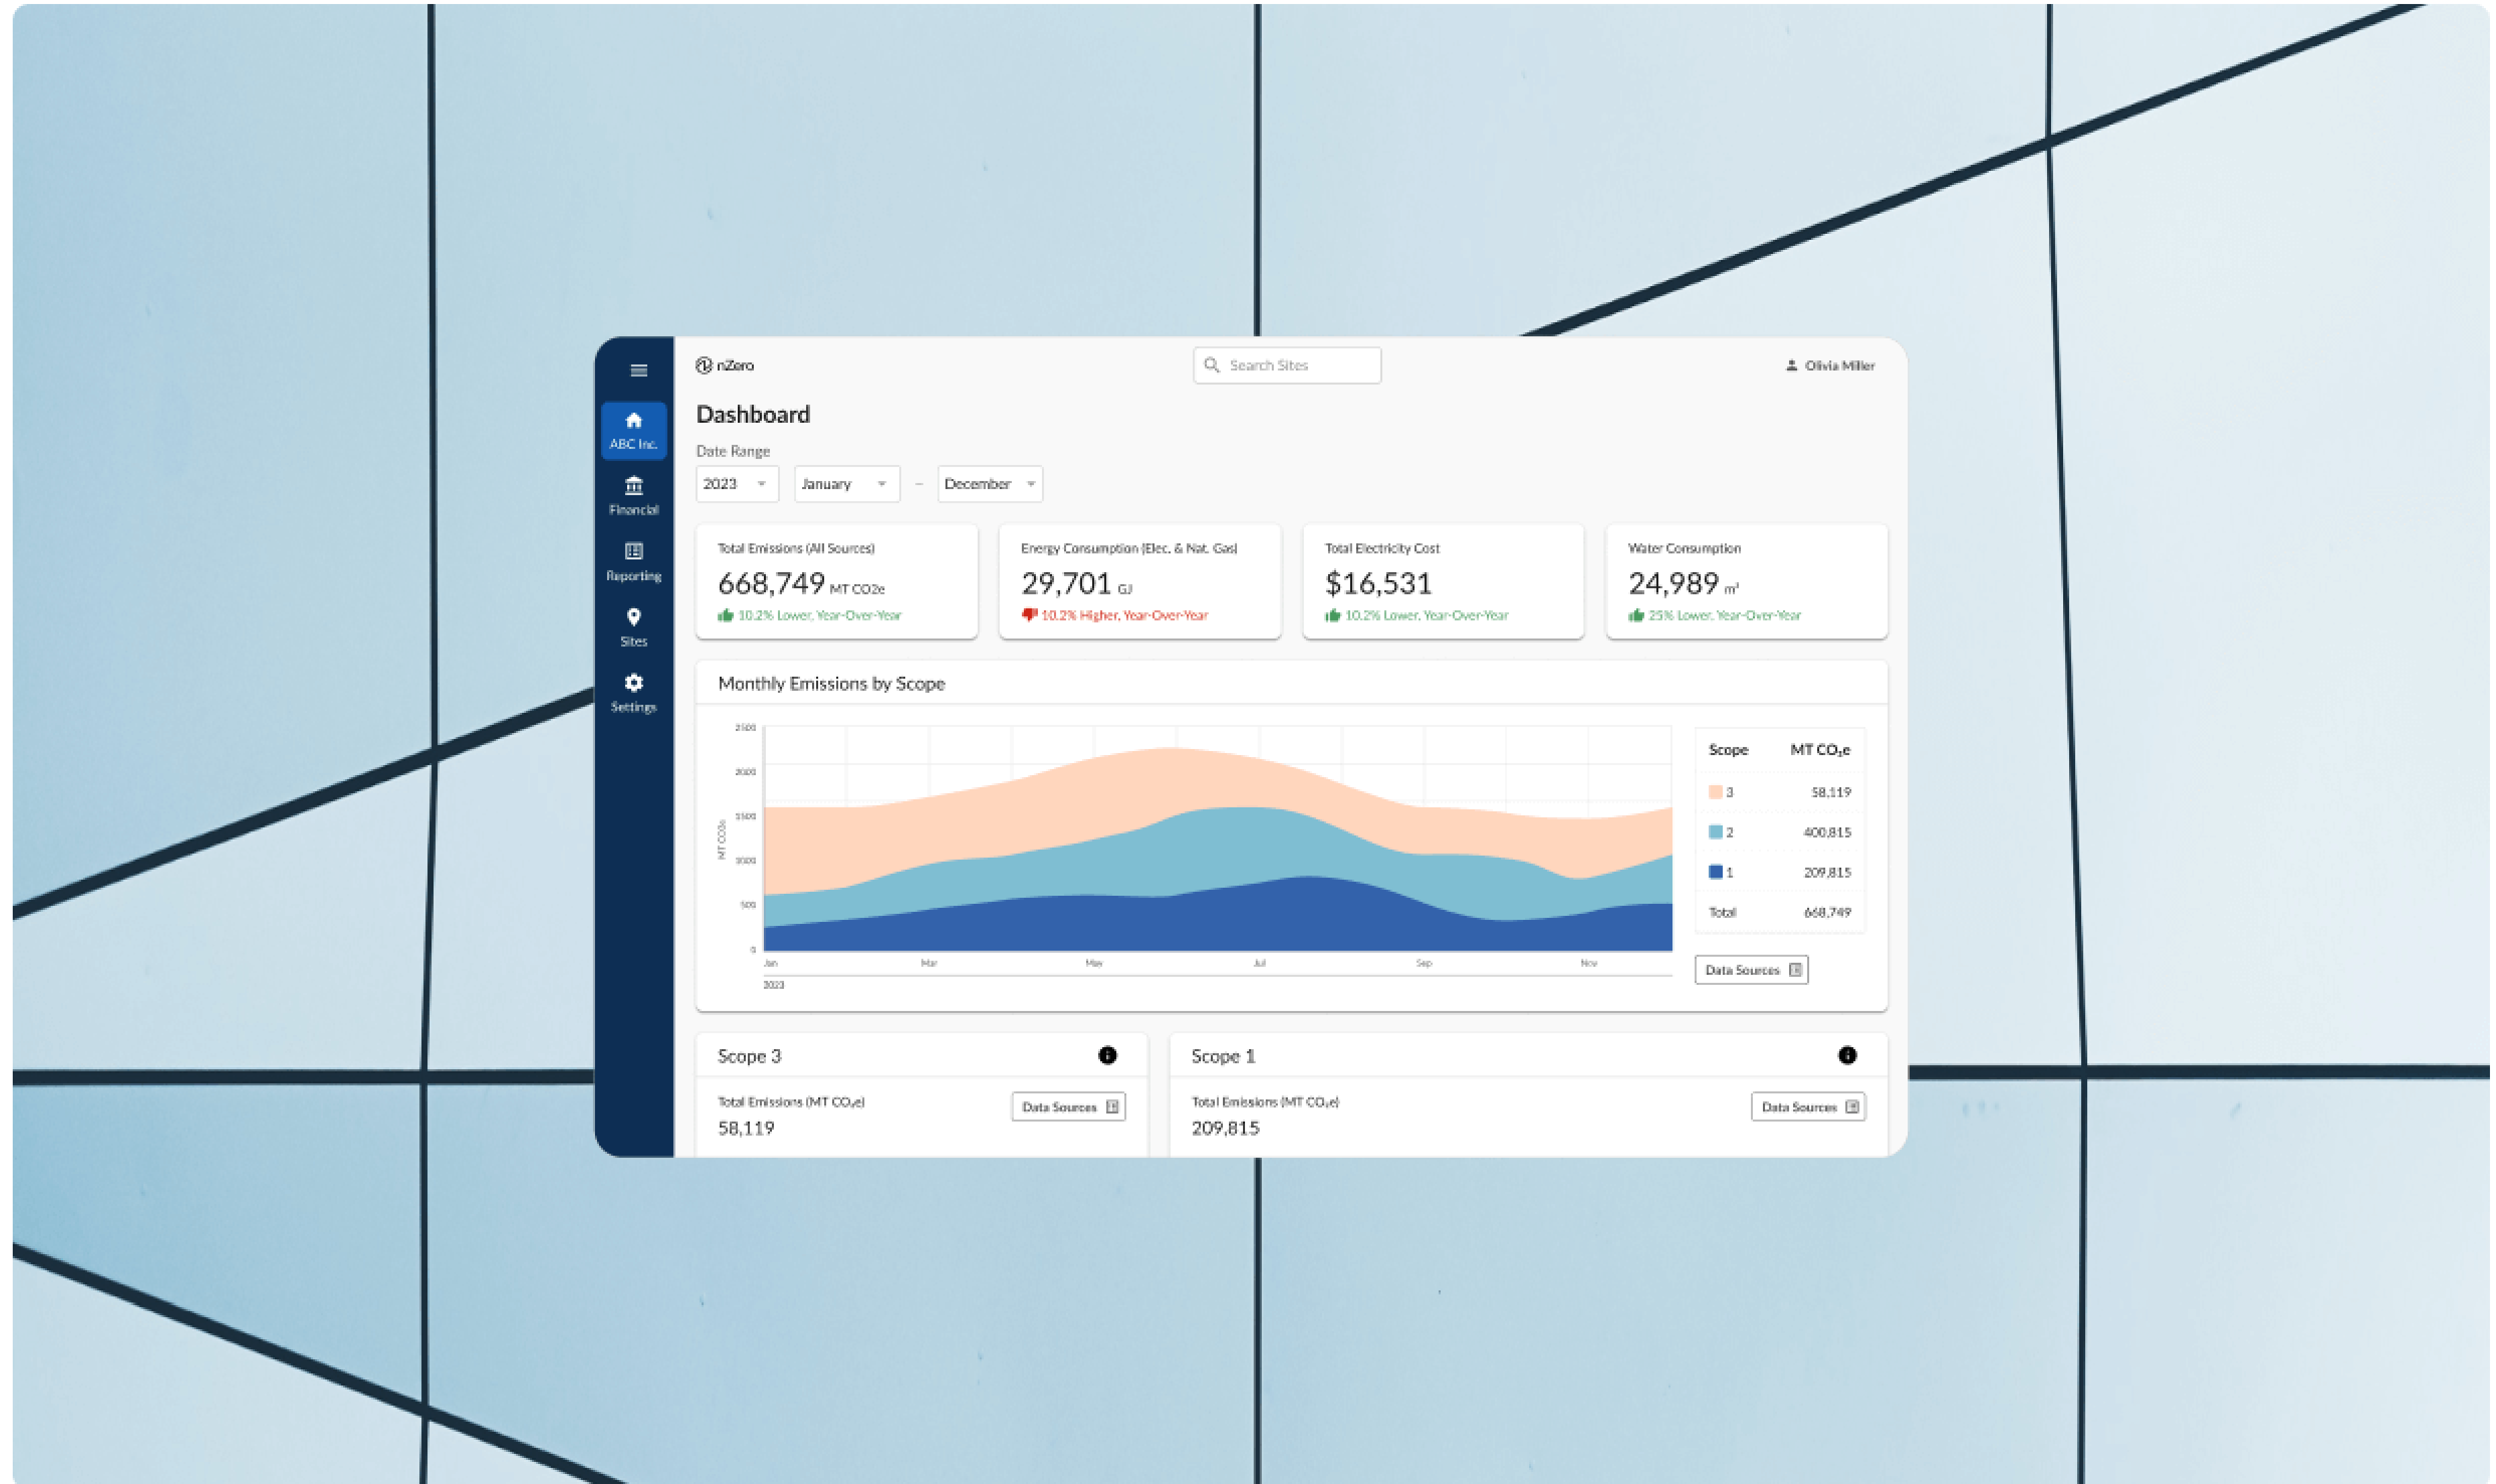 nZero
Search Sites
Olivia Miller
ABC Inc.
Financial
Reporting
Sites
Settings
Dashboard
Date Range
2023
January
–
December
Total Emissions (All Sources)
668,749 MT CO2e
10.2% Lower, Year-Over-Year
Energy Consumption (Elec. & Nat. Gas)
29,701 GJ
10.2% Higher, Year-Over-Year
Total Electricity Cost
$16,531
10.2% Lower, Year-Over-Year
Water Consumption
24,989 m³
25% Lower, Year-Over-Year
Monthly Emissions by Scope
MT CO2e
2500
2000
1500
1000
500
0
Jan
Mar
May
Jul
Sep
Nov
2023
Scope MT CO₂e
3 58,119
2 400,815
1 209,815
Total 668,749
Data Sources
Scope 3
Total Emissions (MT CO₂e)
58,119
Data Sources
Scope 1
Total Emissions (MT CO₂e)
209,815
Data Sources